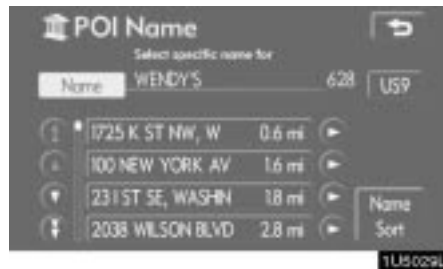 POI Name
Select specific name for
Name WENDY'S 628 US9
1725 K ST NW, W 0.6 mi
100 NEW YORK AV 1.6 mi
23 I ST SE, WASHIN 1.8 mi
2038 WILSON BLVD 2.8 mi
Name
Sort
1U5029L